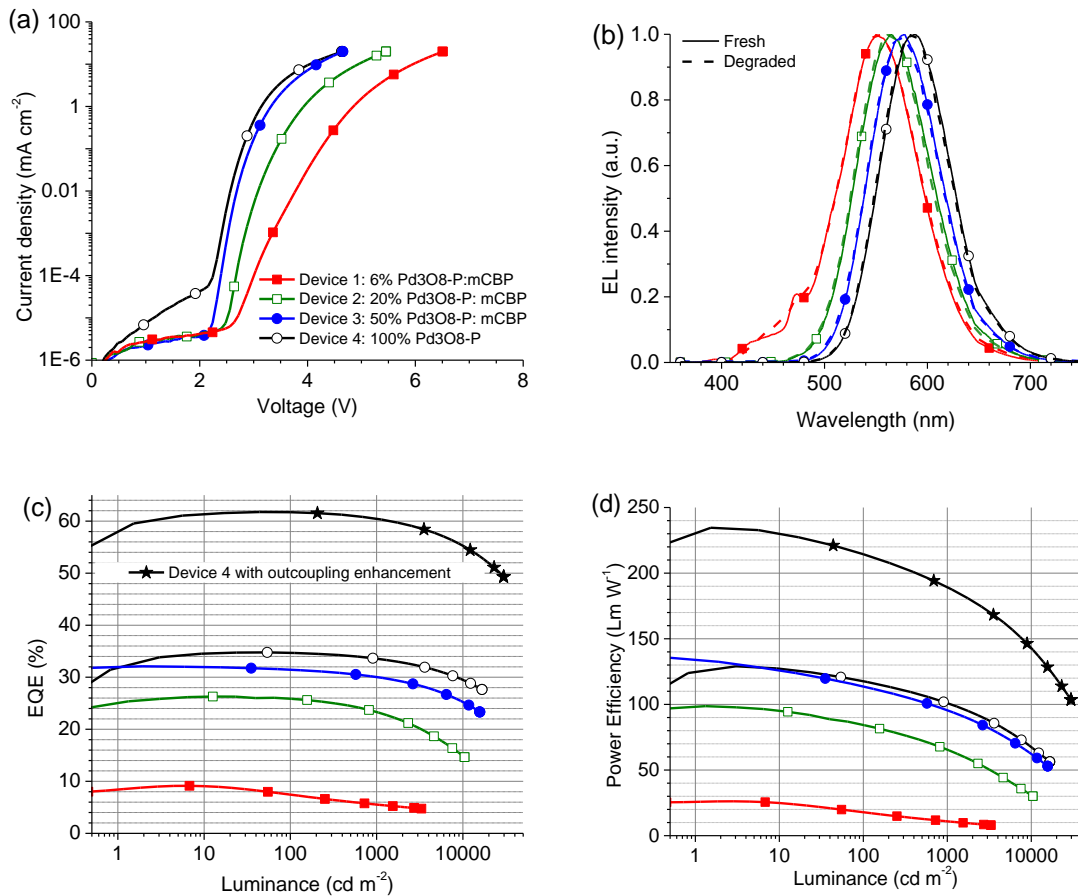 (a)
100
1
0.01
1E-4
1E-6
Current density (mA cm-2)
Device 1: 6% Pd3O8-P:mCBP
Device 2: 20% Pd3O8-P: mCBP
Device 3: 50% Pd3O8-P: mCBP
Device 4: 100% Pd3O8-P
0 2 4 6 8
Voltage (V)
(b)
1.0
0.8
0.6
0.4
0.2
0.0
EL intensity (a.u.)
Fresh
Degraded
400 500 600 700
Wavelength (nm)
(c)
60
50
40
30
20
10
0
EQE (%)
Device 4 with outcoupling enhancement
1 10 100 1000 10000
Luminance (cd m-2)
(d)
250
200
150
100
50
0
Power Efficiency (Lm W-1)
1 10 100 1000 10000
Luminance (cd m-2)